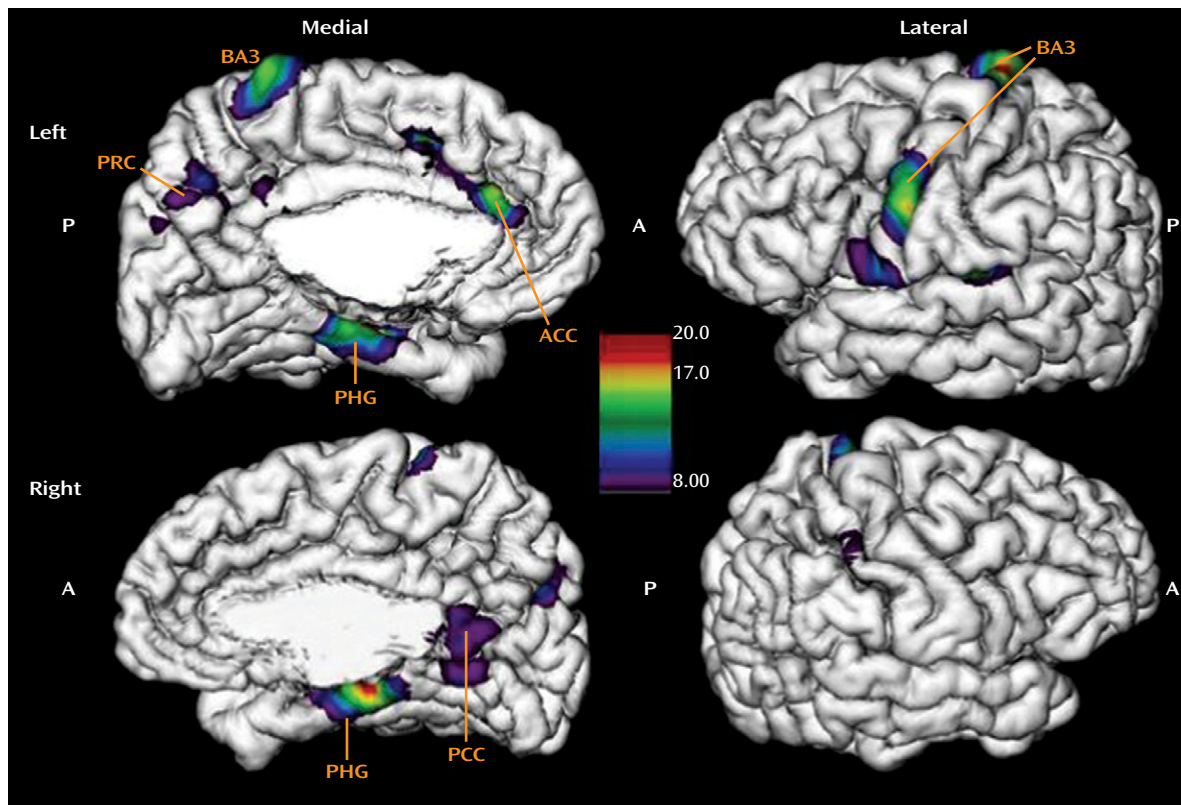 Medial
Lateral
BA3
BA3
Left
PRC
P
A
P
ACC
PHG
20.0
17.0
8.00
Right
A
P
A
PCC
PHG